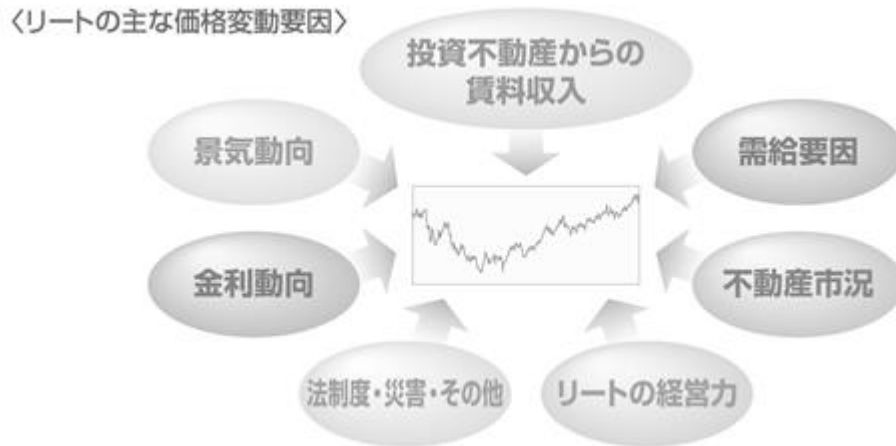 〈リートの主な価格変動要因〉
投資不動産からの
賃料収入
景気動向
需給要因
金利動向
不動産市況
法制度・災害・その他
リートの経営力